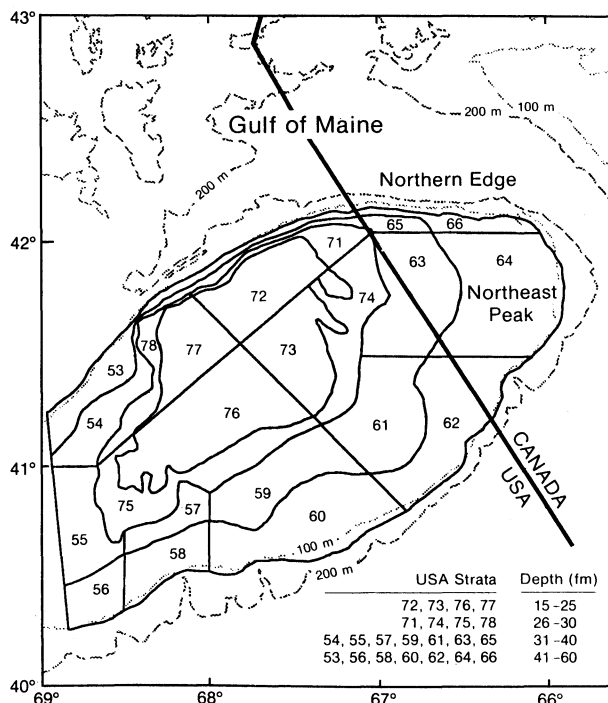 43°
100 m
200 m
Gulf of Maine
200 m
Northern Edge
42°
65
66
71
63
64
72
74
Northeast
Peak
78
77
73
53
76
54
61
62
41°
CANADA
USA
59
75
57
60
55
58
100 m
56
200 m
USA Strata Depth (fm)
72, 73, 76, 77 15 - 25
71, 74, 75, 78 26 - 30
54, 55, 57, 59, 61, 63, 65 31 - 40
53, 56, 58, 60, 62, 64, 66 41 - 60
40°
69° 68° 67° 66°